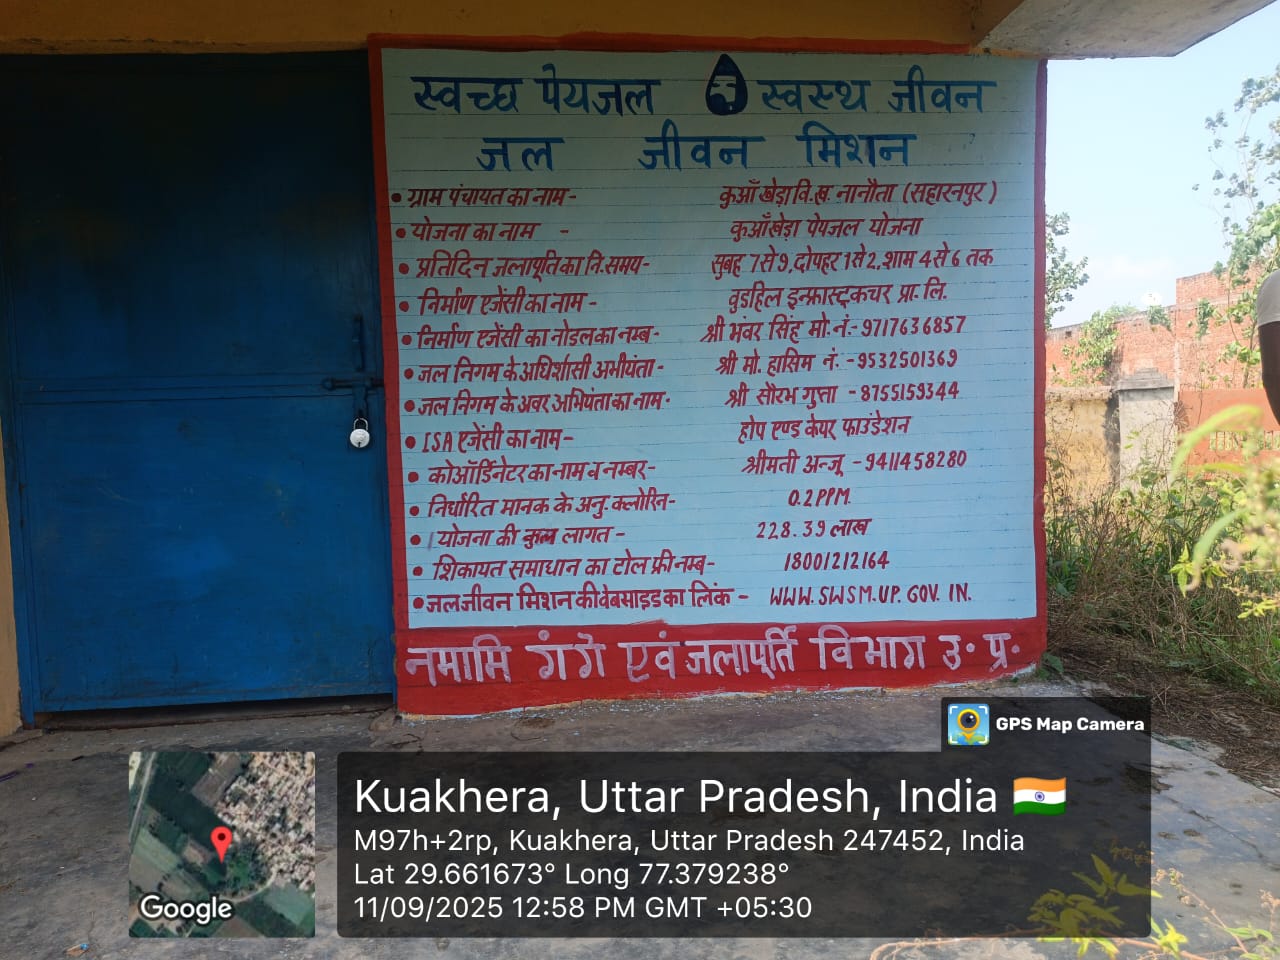 स्वच्छ पेयजल स्वस्थ जीवन
जल जीवन मिशन
• ग्राम पंचायत का नाम - कुआँ खेड़ा वि.ख. नानौता (सहारनपुर)
• योजना का नाम - कुआँखेड़ा पेयजल योजना
• प्रतिदिन जलापूर्ति का नि.समय- सुबह 7 से 9, दोपहर 1 से 2, शाम 4 से 6 तक
• निर्माण एजेंसी का नाम - वुडहिल इन्फ्रास्ट्रकचर प्रा. लि.
• निर्माण एजेंसी का नोडल का नम्ब- श्री भंवर सिंह मो.नं.- 9717636857
• जल निगम के अधिर्शासी अभीयंता - श्री मो. हासिम नं. - 9532501369
• जल निगम के अवर अभियंता का नाम - श्री सौरभ गुप्ता - 8755159344
• ISA एजेंसी का नाम - होप एण्ड केयर फाउंडेशन
• कोऑर्डिनेटर का नाम व नम्बर- श्रीमती अन्जू - 9411458280
• निर्धारित मानक के अनु. क्लोरिन- 0.2 PPM
• योजना की कुल लागत - 228.39 लाख
• शिकायत समाधान का टोल फ्री नम्ब- 18001212164
• जल जीवन मिशन की वेबसाइड का लिंक - WWW.SWSM.UP.GOV.IN.
नमामि गंगे एवं जलापूर्ति विभाग उ. प्र.
GPS Map Camera
Kuakhera, Uttar Pradesh, India
M97h+2rp, Kuakhera, Uttar Pradesh 247452, India
Lat 29.661673° Long 77.379238°
11/09/2025 12:58 PM GMT +05:30
Google